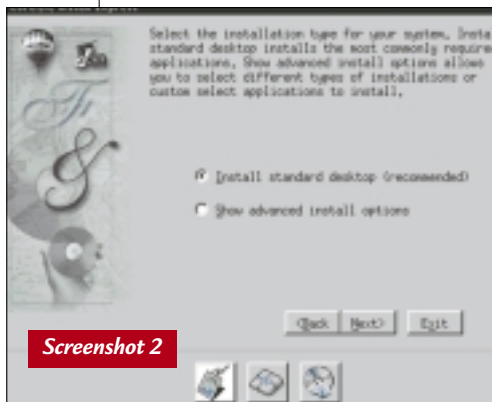 Select the installation type for your system. Insta
standard desktop installs the most commonly require
applications. Show advanced install options allows
you to select different types of installations or
custom select applications to install.
Install standard desktop (recommended)
Show advanced install options
<Back Next> Exit
Screenshot 2